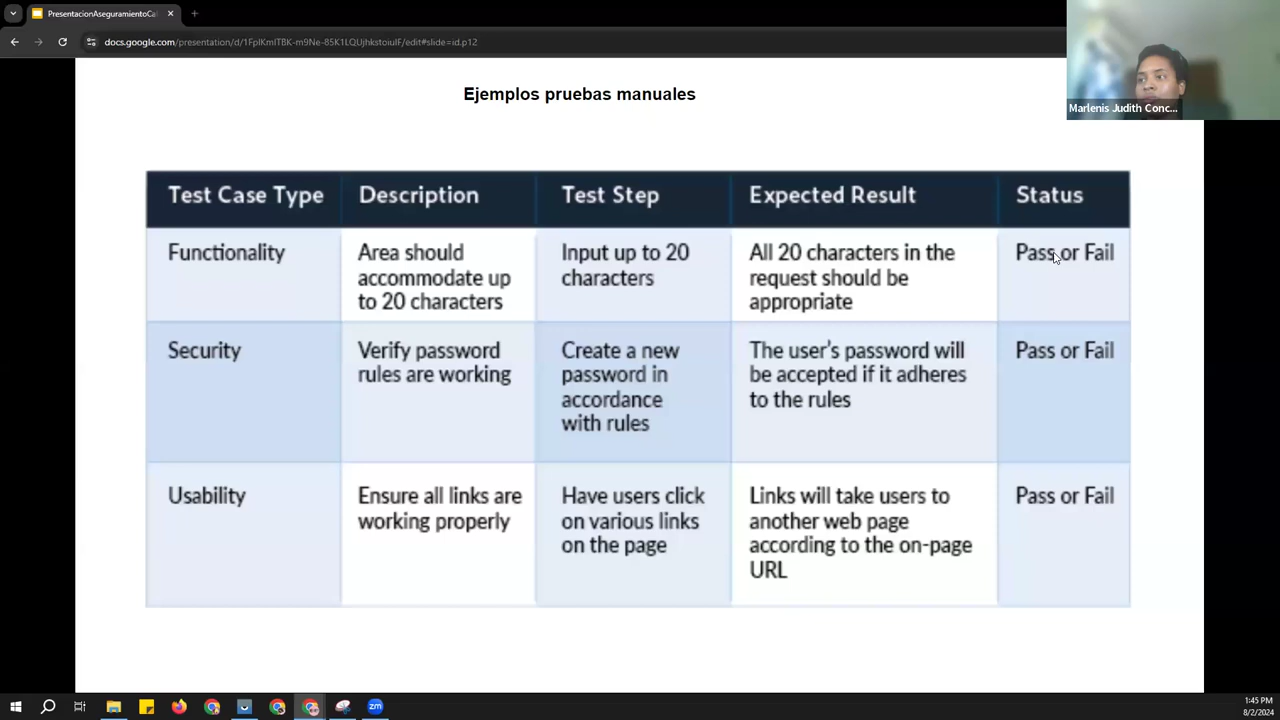 PresentacionAseguramientoCal
docs.google.com/presentation/d/1FpIKmITBK-m9Ne-85K1LQUjhkstoiulF/edit#slide=id.p12
Marlenis Judith Conc...
Ejemplos pruebas manuales
Test Case Type Description Test Step Expected Result Status
Functionality
Area should
accommodate up
to 20 characters
Input up to 20
characters
All 20 characters in the
request should be
appropriate
Pass or Fail
Security
Verify password
rules are working
Create a new
password in
accordance
with rules
The user's password will
be accepted if it adheres
to the rules
Pass or Fail
Usability
Ensure all links are
working properly
Have users click
on various links
on the page
Links will take users to
another web page
according to the on-page
URL
Pass or Fail
zm
1:45 PM
8/2/2024